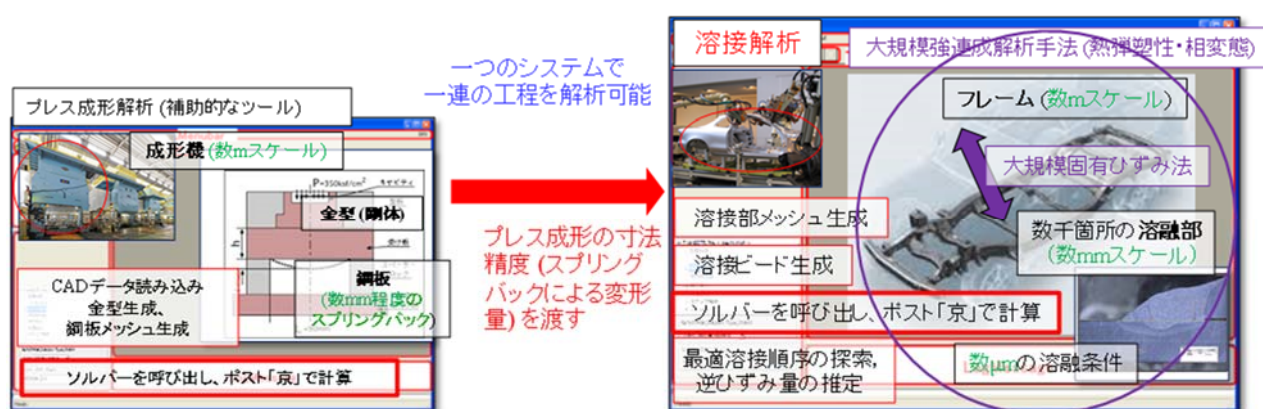 プレス成形解析 (補助的なツール)
成形機 (数mスケール)
P=350kgf/cm²
金型 (剛体)
h
鋼板
(数mm程度の
スプリングバック)
CADデータ読み込み
金型生成、
鋼板メッシュ生成
ソルバーを呼び出し、ポスト「京」で計算
一つのシステムで
一連の工程を解析可能
プレス成形の寸法
精度 (スプリング
バックによる変形
量) を渡す
溶接解析
大規模強連成解析手法 (熱弾塑性・相変態)
フレーム (数mスケール)
大規模固有ひずみ法
数千箇所の溶融部
(数mmスケール)
溶接部メッシュ生成
溶接ビード生成
ソルバーを呼び出し、ポスト「京」で計算
最適溶接順序の探索,
逆ひずみ量の推定
数μmの溶融条件